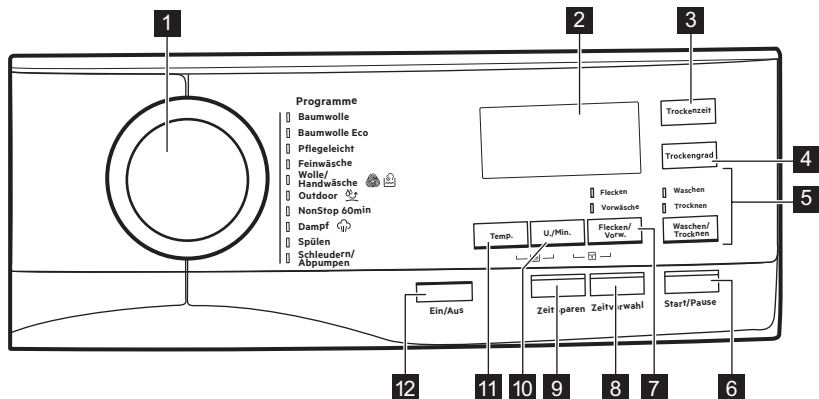 1
2
3
Programme
Baumwolle
Baumwolle Eco
Pflegeleicht
Feinwäsche
Wolle/
Handwäsche
Outdoor
NonStop 60min
Dampf
Spülen
Schleudern/
Abpumpen
Trockenzeit
Trockengrad
4
5
Flecken
Vorwäsche
Waschen
Trocknen
Temp.
U./Min.
Flecken/
Vorw.
Waschen/
Trocknen
Ein/Aus
Zeitsparen
Zeitvorwahl
Start/Pause
12
11
10
9
8
7
6